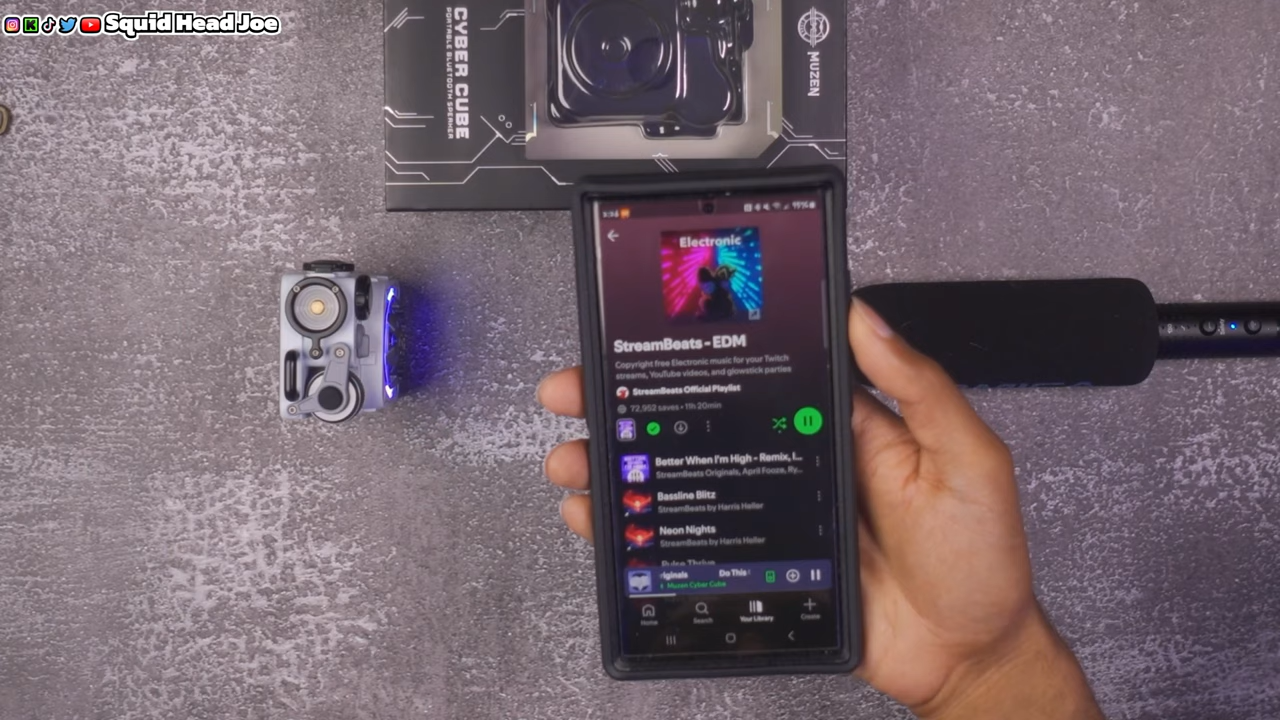 Squid Head Joe
CYBER CUBE
PORTABLE BLUETOOTH SPEAKER
MUZEN
Electronic
StreamBeats - EDM
Copyright free Electronic music for your Twitch
streams, YouTube videos, and glowstick parties
StreamBeats Official Playlist
72,952 saves • 11h 20min
Better When I'm High - Remix, I...
StreamBeats Originals, April Fooze, Ry...
Bassline Blitz
StreamBeats by Harris Heller
Neon Nights
StreamBeats by Harris Heller
riginals Do This
Muzen Cyber Cube
Home Search Your Library Create